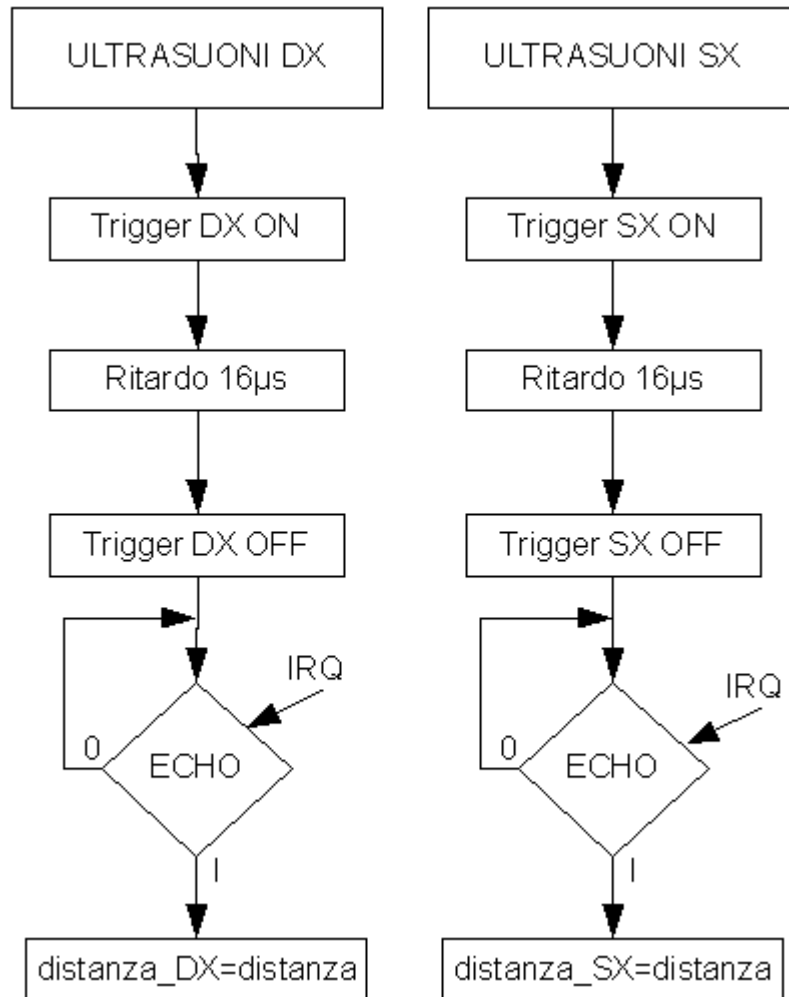 ULTRASUONI DX
Trigger DX ON
Ritardo 16µs
Trigger DX OFF
IRQ
0
ECHO
I
distanza_DX=distanza
ULTRASUONI SX
Trigger SX ON
Ritardo 16µs
Trigger SX OFF
IRQ
0
ECHO
I
distanza_SX=distanza